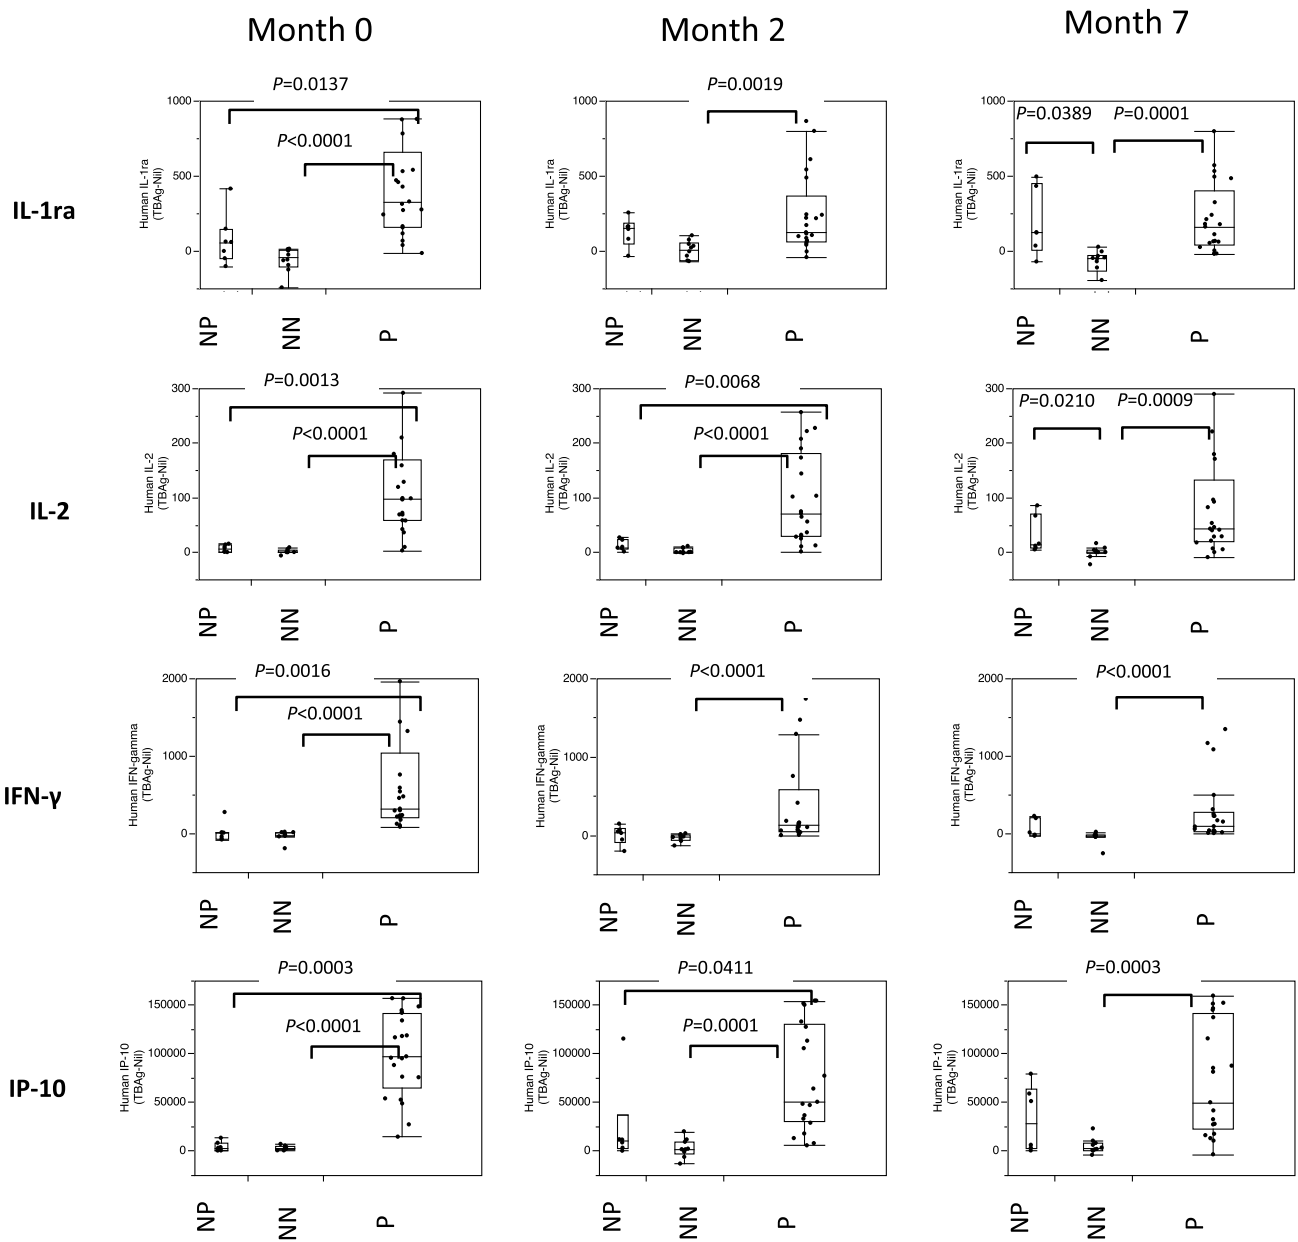 Month 0
Month 2
Month 7
IL-1ra
P=0.0137
P<0.0001
1000
500
0
Human IL-1ra
(TBAg-Nil)
NP
NN
P
P=0.0019
1000
500
0
Human IL-1ra
(TBAg-Nil)
NP
NN
P
P=0.0389
P=0.0001
1000
500
0
Human IL-1ra
(TBAg-Nil)
NP
NN
P
IL-2
P=0.0013
P<0.0001
300
200
100
0
Human IL-2
(TBAg-Nil)
NP
NN
P
P=0.0068
P<0.0001
300
200
100
0
Human IL-2
(TBAg-Nil)
NP
NN
P
P=0.0210
P=0.0009
300
200
100
0
Human IL-2
(TBAg-Nil)
NP
NN
P
IFN-γ
P=0.0016
P<0.0001
2000
1000
0
Human IFN-gamma
(TBAg-Nil)
NP
NN
P
P<0.0001
2000
1000
0
Human IFN-gamma
(TBAg-Nil)
NP
NN
P
P<0.0001
2000
1000
0
Human IFN-gamma
(TBAg-Nil)
NP
NN
P
IP-10
P=0.0003
P<0.0001
150000
100000
50000
0
Human IP-10
(TBAg-Nil)
NP
NN
P
P=0.0411
P=0.0001
150000
100000
50000
0
Human IP-10
(TBAg-Nil)
NP
NN
P
P=0.0003
150000
100000
50000
0
Human IP-10
(TBAg-Nil)
NP
NN
P